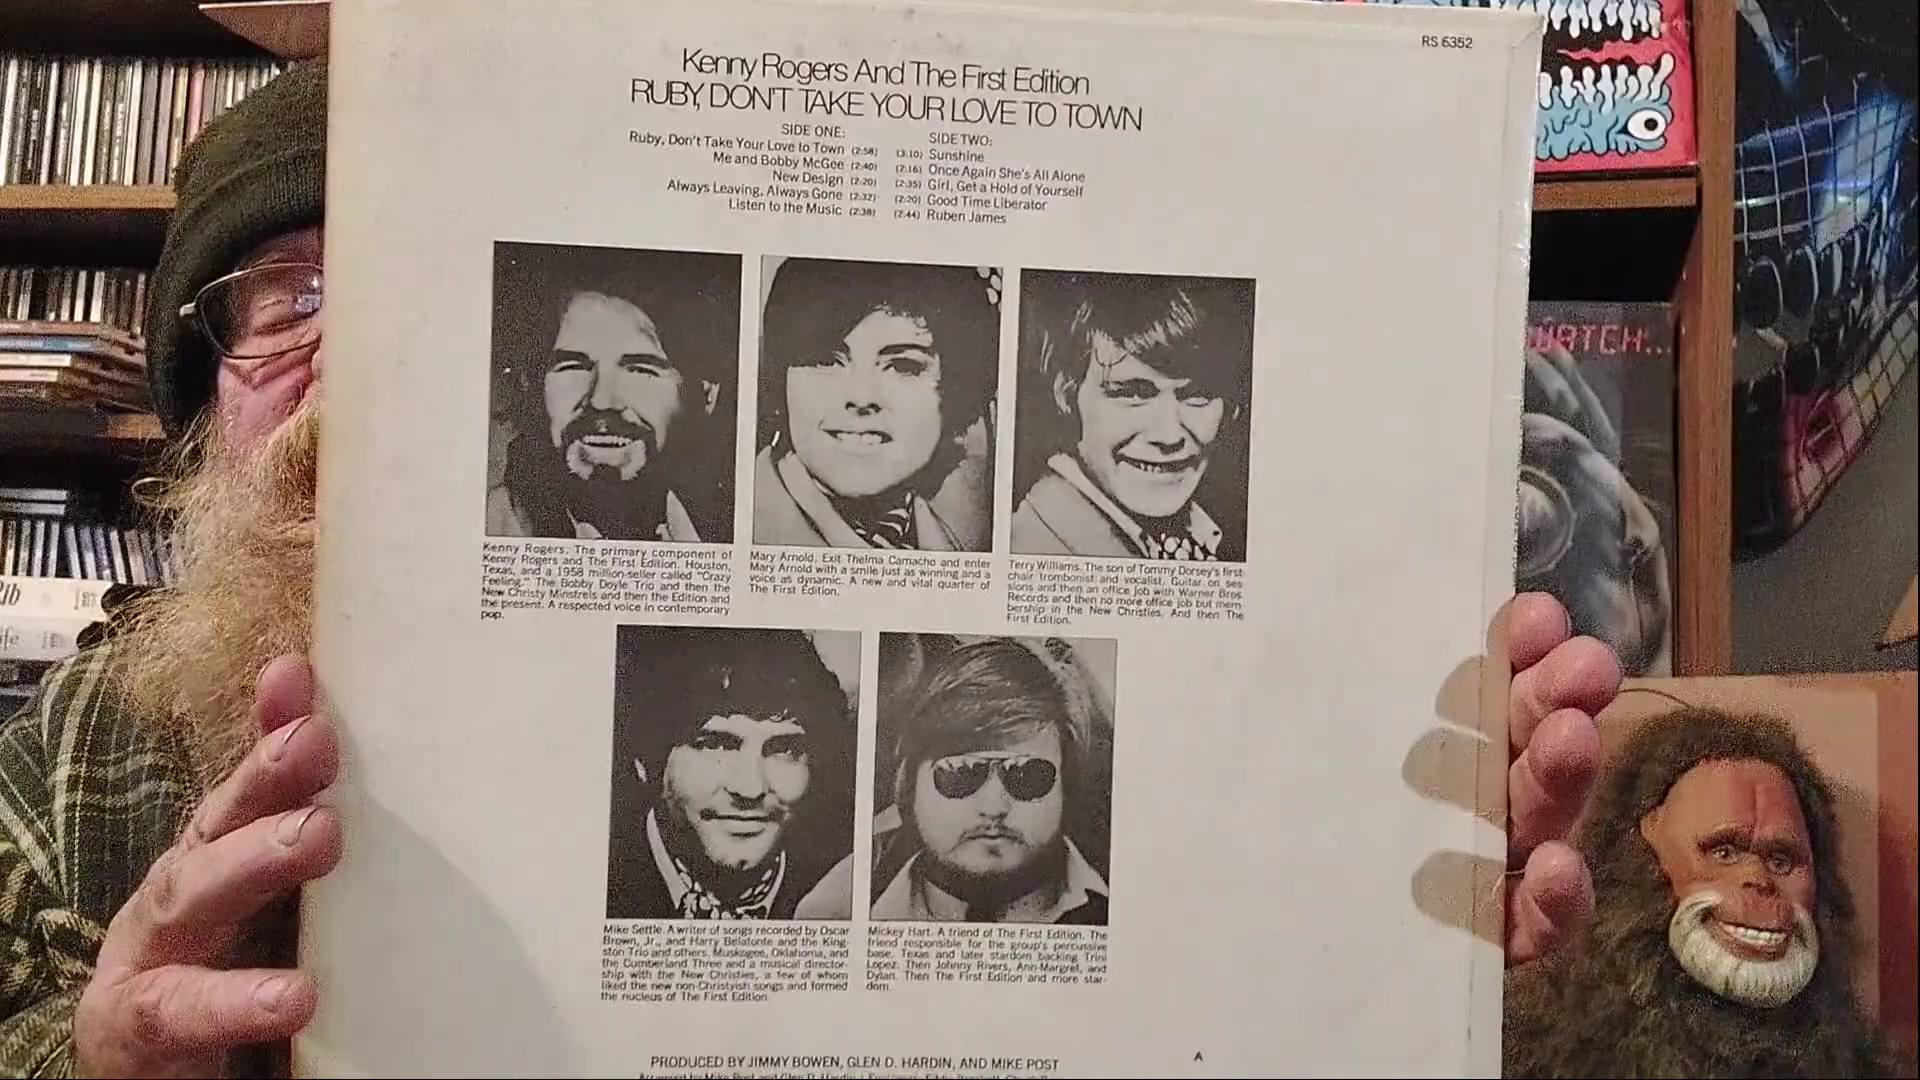 RS 6352
Kenny Rogers And The First Edition
RUBY, DON'T TAKE YOUR LOVE TO TOWN
SIDE ONE:
Ruby, Don't Take Your Love to Town (2:58)
Me and Bobby McGee (2:40)
New Design (2:20)
Always Leaving, Always Gone (2:32)
Listen to the Music (2:38)
SIDE TWO:
(3:10) Sunshine
(2:16) Once Again She's All Alone
(2:35) Girl, Get a Hold of Yourself
(2:20) Good Time Liberator
(2:44) Ruben James
Kenny Rogers. The primary component of
Kenny Rogers and The First Edition. Houston,
Texas, and a 1958 million-seller called "Crazy
Feeling." The Bobby Doyle Trio and then the
New Christy Minstrels and then the Edition and
the present. A respected voice in contemporary
pop.
Mary Arnold. Exit Thelma Camacho and enter
Mary Arnold with a smile just as winning and a
voice as dynamic. A new and vital quarter of
The First Edition.
Terry Williams. The son of Tommy Dorsey's first
chair trombonist and vocalist. Guitar on ses-
sions and then an office job with Warner Bros.
Records and then no more office job but mem-
bership in the New Christies. And then The
First Edition.
Mike Settle. A writer of songs recorded by Oscar
Brown, Jr., and Harry Belafonte and the King-
ston Trio and others. Muskogee, Oklahoma, and
the Cumberland Three and a musical director-
ship with the New Christies, a few of whom
liked the new non-Christyish songs and formed
the nucleus of The First Edition.
Mickey Hart. A friend of The First Edition. The
friend responsible for the group's percussive
base. Texas and later stardom backing Trini
Lopez. Then Johnny Rivers, Ann-Margret, and
Dylan. Then The First Edition and more star-
dom.
PRODUCED BY JIMMY BOWEN, GLEN D. HARDIN, AND MIKE POST
A
WATCH...